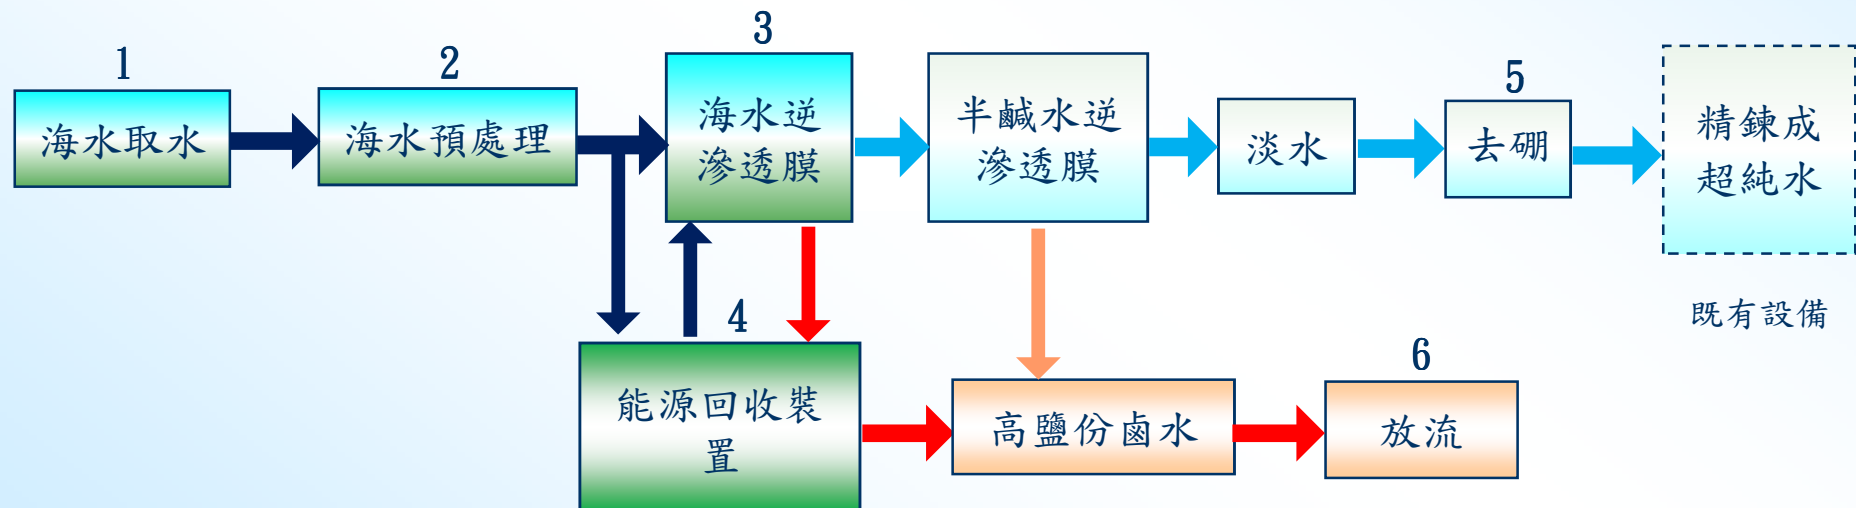 1
海水取水
2
海水預處理
3
海水逆
滲透膜
半鹹水逆
滲透膜
淡水
5
去硼
精鍊成
超純水
既有設備
4
能源回收裝
置
高鹽份鹵水
6
放流